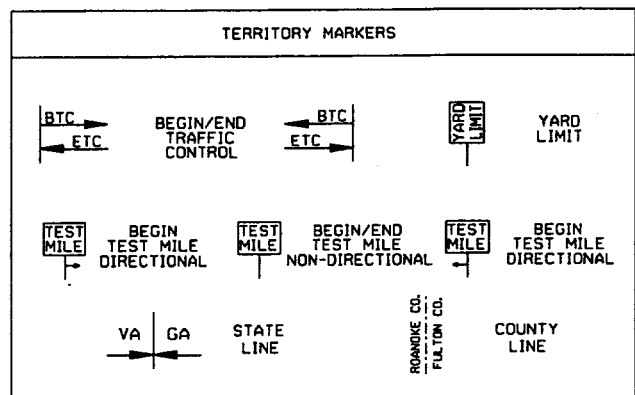 TERRITORY MARKERS
BTC
ETC
BEGIN/END
TRAFFIC
CONTROL
BTC
ETC
YARD
LIMIT
YARD
LIMIT
TEST
MILE
BEGIN
TEST MILE
DIRECTIONAL
TEST
MILE
BEGIN/END
TEST MILE
NON-DIRECTIONAL
TEST
MILE
BEGIN
TEST MILE
DIRECTIONAL
VA
GA
STATE
LINE
ROANOKE CO.
FULTON CO.
COUNTY
LINE